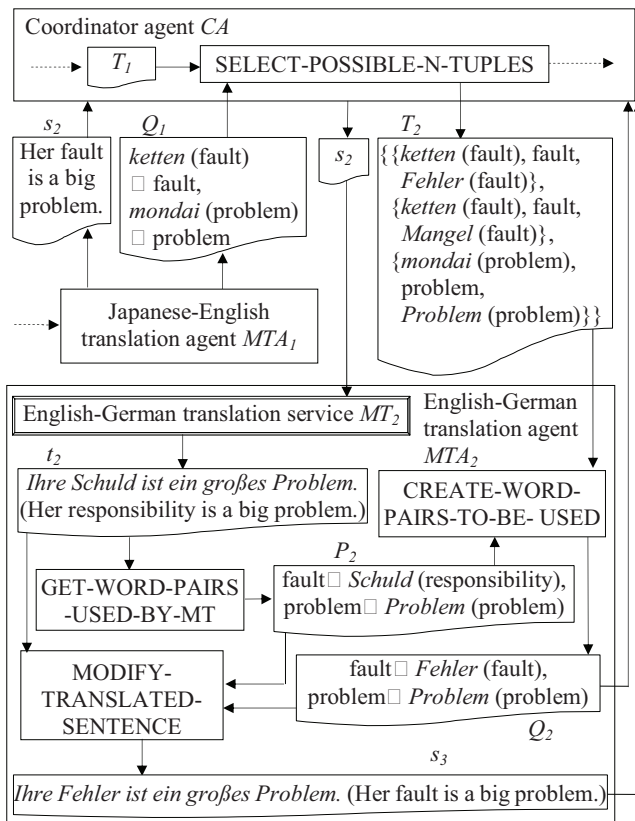 Coordinator agent CA
T1
SELECT-POSSIBLE-N-TUPLES
s2
Q1
s2
T2
Her fault
is a big
problem.
ketten (fault)
□ fault,
mondai (problem)
□ problem
{{ketten (fault), fault,
Fehler (fault)},
{ketten (fault), fault,
Mangel (fault)},
{mondai (problem),
problem,
Problem (problem)}}
Japanese-English
translation agent MTA1
English-German translation service MT2
English-German
translation agent
MTA2
t2
Ihre Schuld ist ein großes Problem.
(Her responsibility is a big problem.)
CREATE-WORD-
PAIRS-TO-BE- USED
P2
GET-WORD-PAIRS
-USED-BY-MT
fault□ Schuld (responsibility),
problem□ Problem (problem)
MODIFY-
TRANSLATED-
SENTENCE
fault□ Fehler (fault),
problem□ Problem (problem)
Q2
s3
Ihre Fehler ist ein großes Problem. (Her fault is a big problem.)